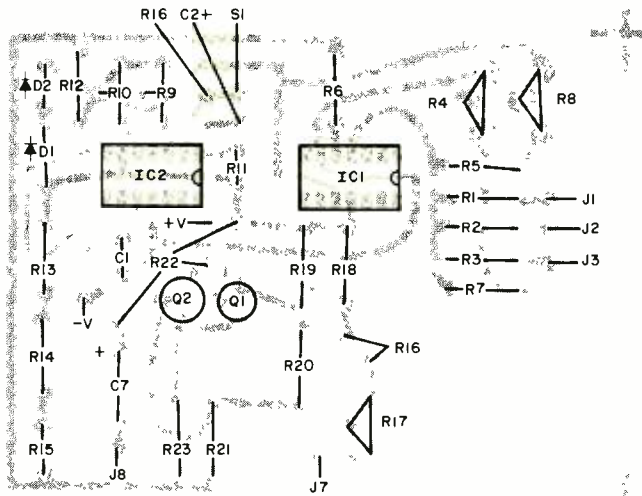 R16 C2+ S1
D2 R12 R10 R9 R6 R4 R8
D1 IC2 R11 IC1 R5
R1 J1
+V R2 J2
R13 C1 R22 R19 R18 R3 J3
Q2 Q1 R7
-V
R14 + R20 R16
C7
R17
R15 J8 R23 R21 J7